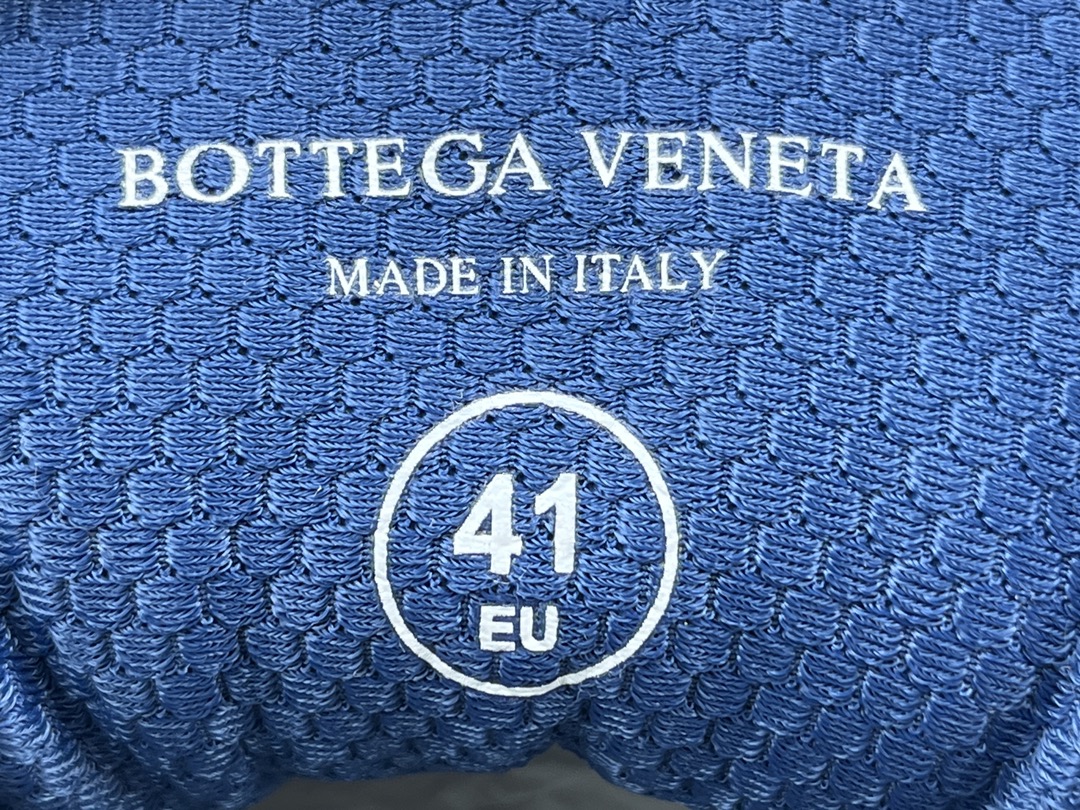 BOTTEGA VENETA
MADE IN ITALY
41
EU